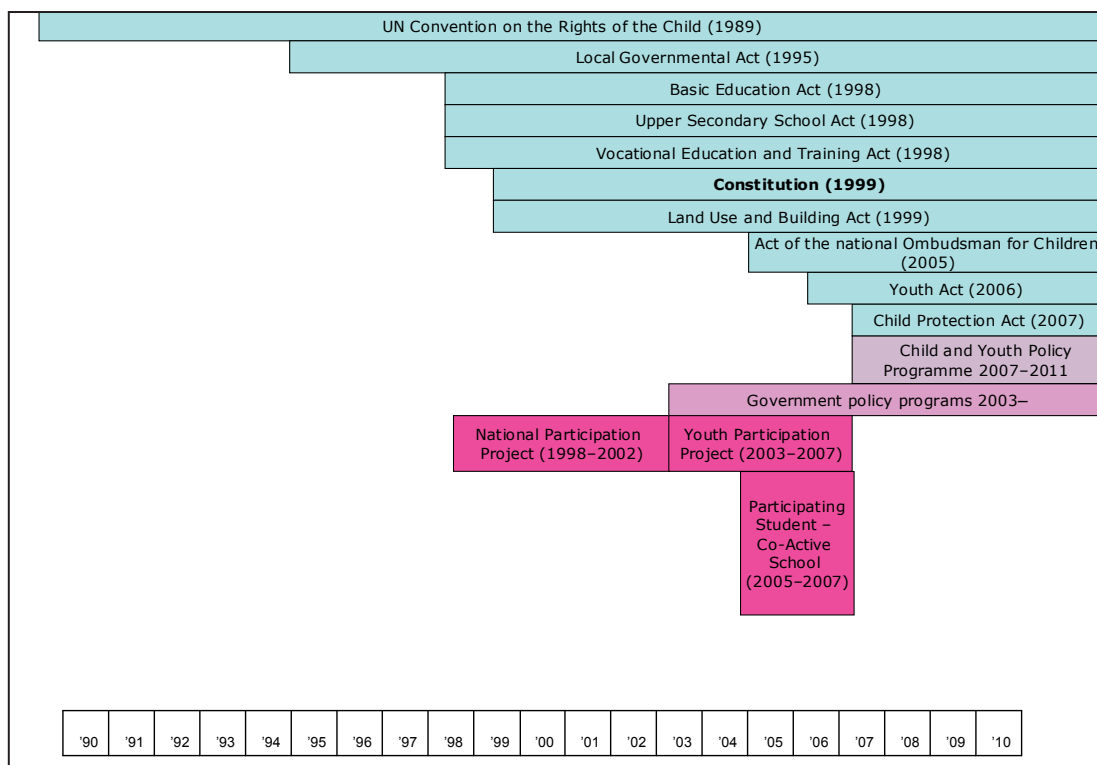 UN Convention on the Rights of the Child (1989)
Local Governmental Act (1995)
Basic Education Act (1998)
Upper Secondary School Act (1998)
Vocational Education and Training Act (1998)
Constitution (1999)
Land Use and Building Act (1999)
Act of the national Ombudsman for Children
(2005)
Youth Act (2006)
Child Protection Act (2007)
Child and Youth Policy
Programme 2007–2011
Government policy programs 2003–
National Participation
Project (1998–2002)
Youth Participation
Project (2003–2007)
Participating
Student –
Co-Active
School
(2005–2007)
'90 '91 '92 '93 '94 '95 '96 '97 '98 '99 '00 '01 '02 '03 '04 '05 '06 '07 '08 '09 '10